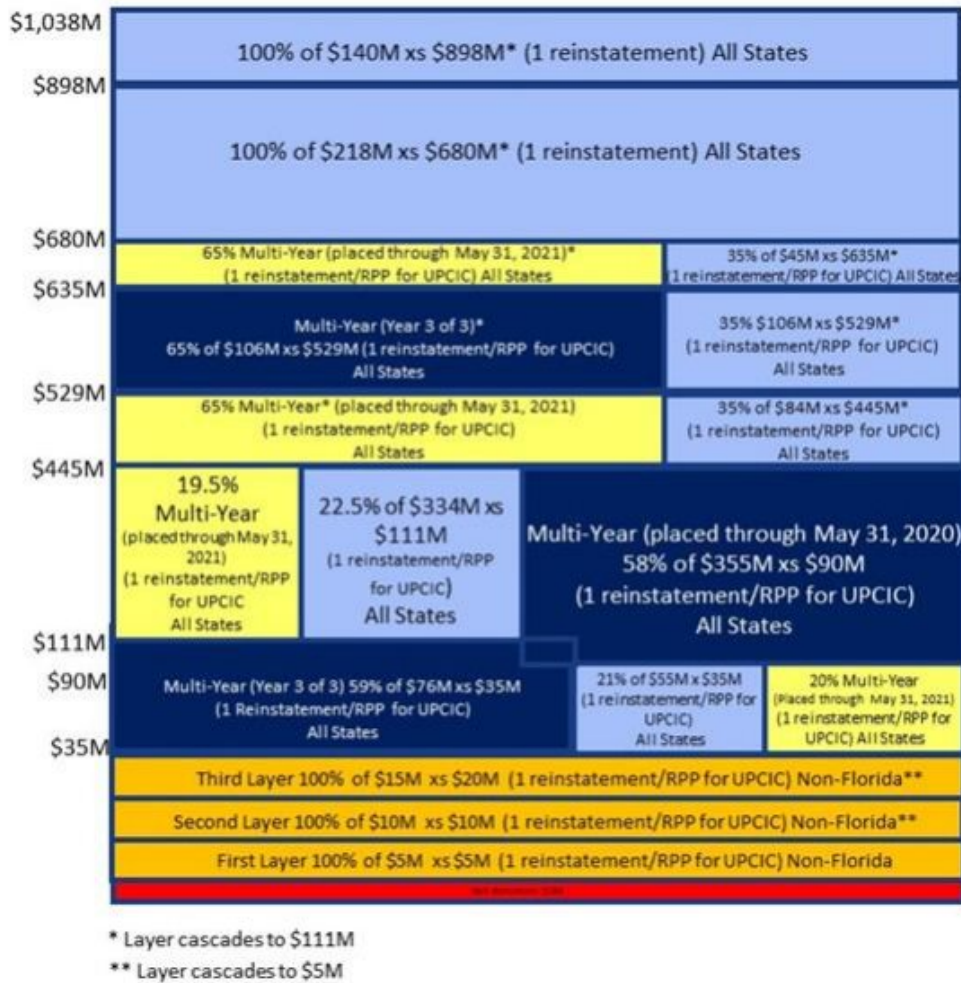 $1,038M
100% of $140M xs $898M* (1 reinstatement) All States
$898M
100% of $218M xs $680M* (1 reinstatement) All States
$680M
65% Multi-Year (placed through May 31, 2021)*
(1 reinstatement/RPP for UPCIC) All States
35% of $45M xs $635M*
(1 reinstatement/RPP for UPCIC) All States
$635M
Multi-Year (Year 3 of 3)*
65% of $106M xs $529M (1 reinstatement/RPP for UPCIC)
All States
35% $106M xs $529M*
(1 reinstatement/RPP for UPCIC)
All States
$529M
65% Multi-Year* (placed through May 31, 2021)
(1 reinstatement/RPP for UPCIC)
All States
35% of $84M xs $445M*
(1 reinstatement/RPP for UPCIC)
All States
$445M
19.5%
Multi-Year
(placed through May 31,
2021)
(1 reinstatement/RPP
for UPCIC
All States
22.5% of $334M xs
$111M
(1 reinstatement/RPP
for UPCIC)
All States
Multi-Year (placed through May 31, 2020)
58% of $355M xs $90M
(1 reinstatement/RPP for UPCIC)
All States
$111M
$90M
Multi-Year (Year 3 of 3) 59% of $76M xs $35M
(1 Reinstatement/RPP for UPCIC)
All States
21% of $55M x $35M
(1 reinstatement/RPP for
UPCIC)
All States
20% Multi-Year
(Placed through May 31, 2021)
(1 reinstatement/RPP for
UPCIC) All States
$35M
Third Layer 100% of $15M xs $20M (1 reinstatement/RPP for UPCIC) Non-Florida**
Second Layer 100% of $10M xs $10M (1 reinstatement/RPP for UPCIC) Non-Florida**
First Layer 100% of $5M xs $5M (1 reinstatement/RPP for UPCIC) Non-Florida
* Layer cascades to $111M
** Layer cascades to $5M